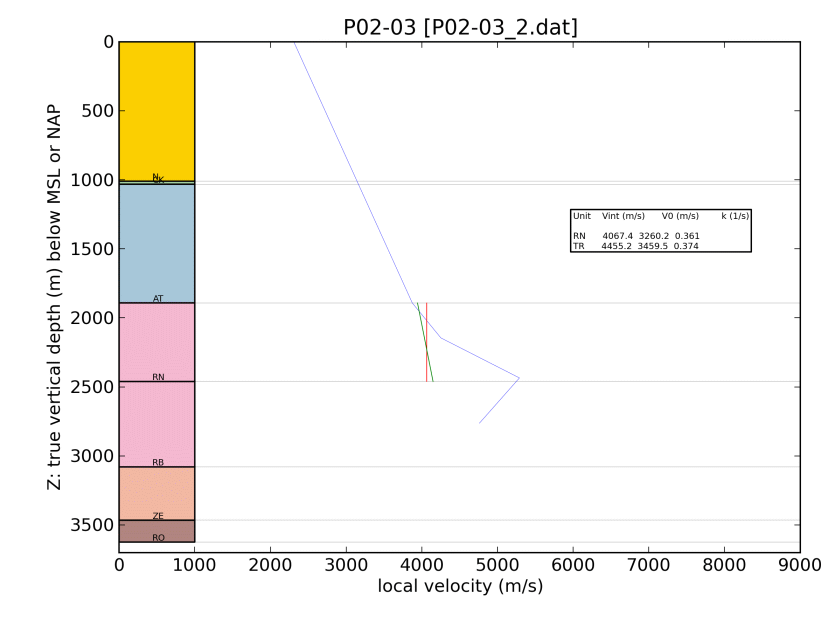 P02-03 [P02-03_2.dat]
0
500
1000
1500
2000
2500
3000
3500
Z: true vertical depth (m) below MSL or NAP
N
CK
AT
RN
RB
ZE
RO
Unit Vint (m/s) V0 (m/s) k (1/s)
RN 4067.4 3260.2 0.361
TR 4455.2 3459.5 0.374
0 1000 2000 3000 4000 5000 6000 7000 8000 9000
local velocity (m/s)